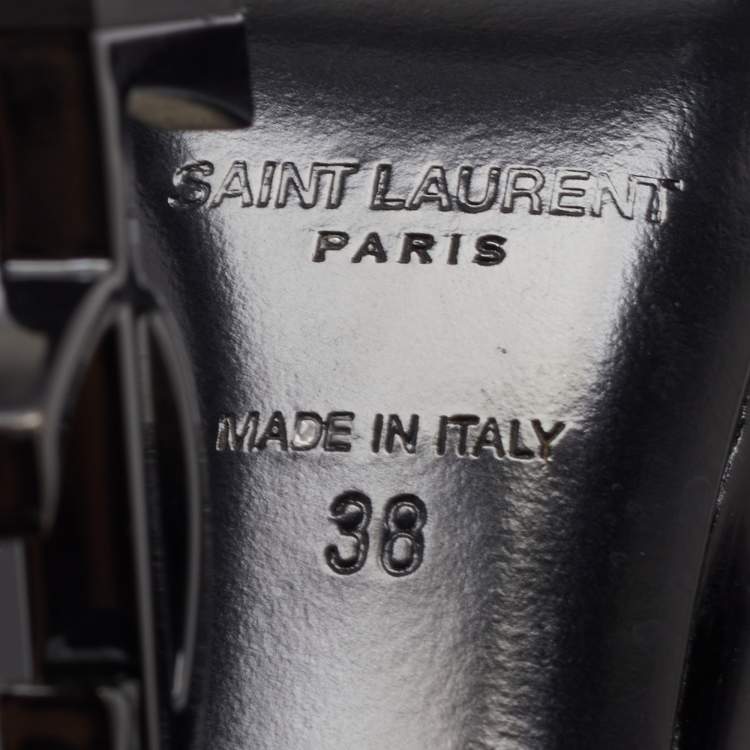 SAINT LAURENT
PARIS
MADE IN ITALY
38